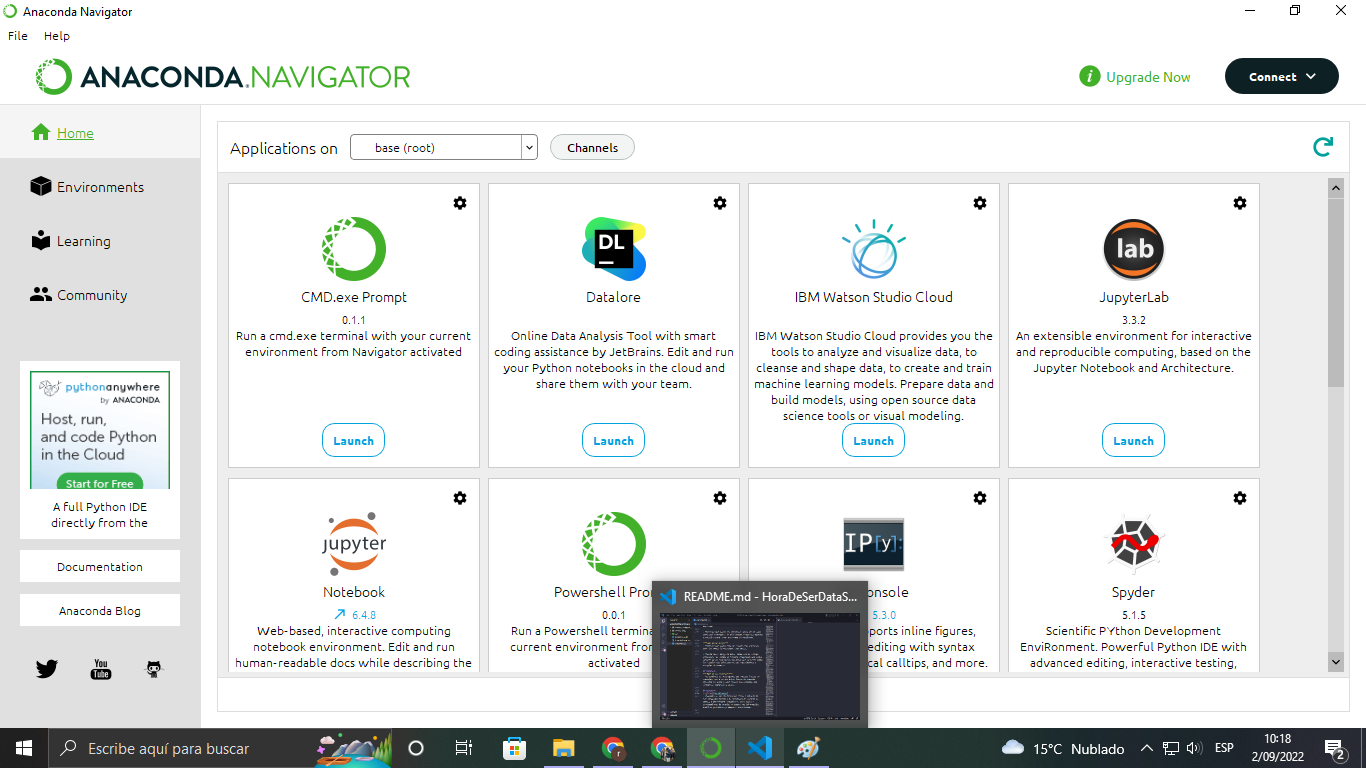 Anaconda Navigator
File Help
ANACONDA.NAVIGATOR
i Upgrade Now
Connect
Home
Environments
Learning
Community
pythonanywhere
by ANACONDA
Host, run,
and code Python
in the Cloud
Start for Free
A full Python IDE
directly from the
Documentation
Anaconda Blog
You
Tube
Applications on base (root) Channels
CMD.exe Prompt
0.1.1
Run a cmd.exe terminal with your current
environment from Navigator activated
Launch
DL
Datalore
Online Data Analysis Tool with smart
coding assistance by JetBrains. Edit and run
your Python notebooks in the cloud and
share them with your team.
Launch
IBM Watson Studio Cloud
IBM Watson Studio Cloud provides you the
tools to analyze and visualize data, to
cleanse and shape data, to create and train
machine learning models. Prepare data and
build models, using open source data
science tools or visual modeling.
Launch
lab
JupyterLab
3.3.2
An extensible environment for interactive
and reproducible computing, based on the
Jupyter Notebook and Architecture.
Launch
jupyter
Notebook
6.4.8
Web-based, interactive computing
notebook environment. Edit and run
human-readable docs while describing the
Powershell Pro
0.0.1
Run a Powershell termina
current environment from
activated
IP[y]:
onsole
5.3.0
ports inline figures,
editing with syntax
cal calltips, and more.
Spyder
5.1.5
Scientific PYthon Development
EnviRonment. Powerful Python IDE with
advanced editing, interactive testing,
README.md - HoraDeSerDataS...
Escribe aquí para buscar
r
15°C Nublado
ESP
10:18
2/09/2022
2